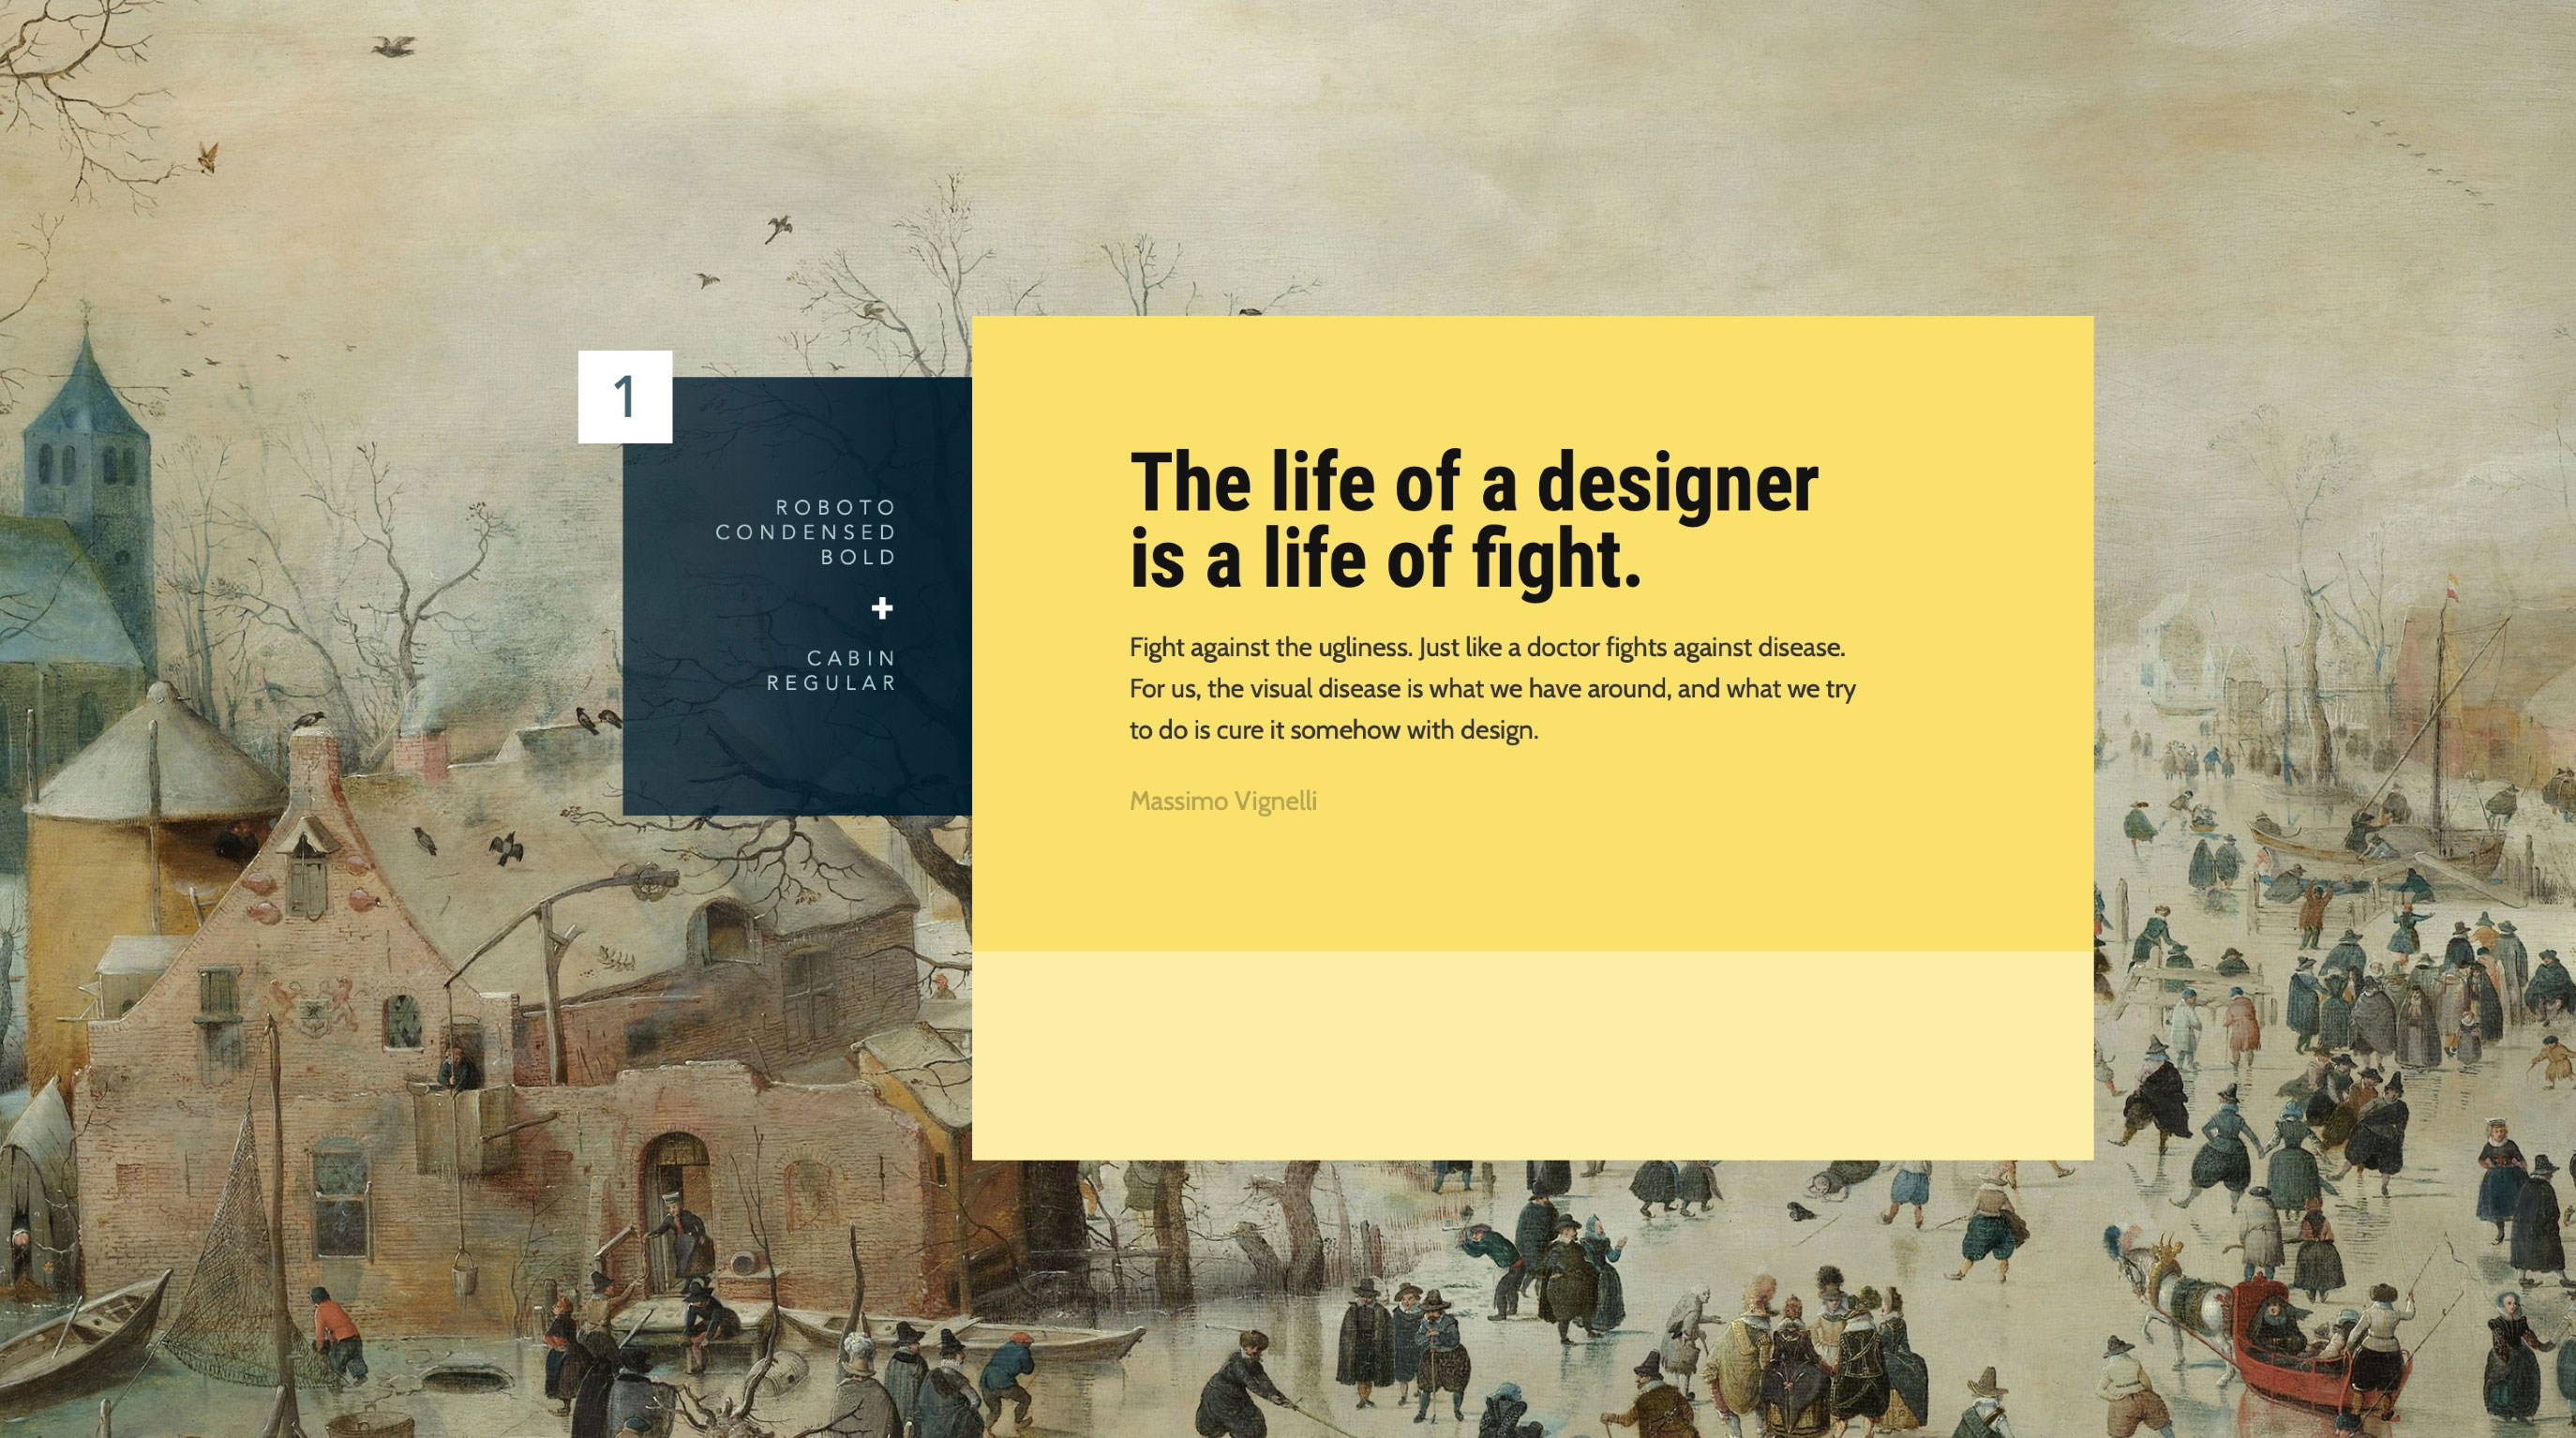 1
ROBOTO
CONDENSED
BOLD
+
CABIN
REGULAR
The life of a designer
is a life of fight.
Fight against the ugliness. Just like a doctor fights against disease.
For us, the visual disease is what we have around, and what we try
to do is cure it somehow with design.
Massimo Vignelli